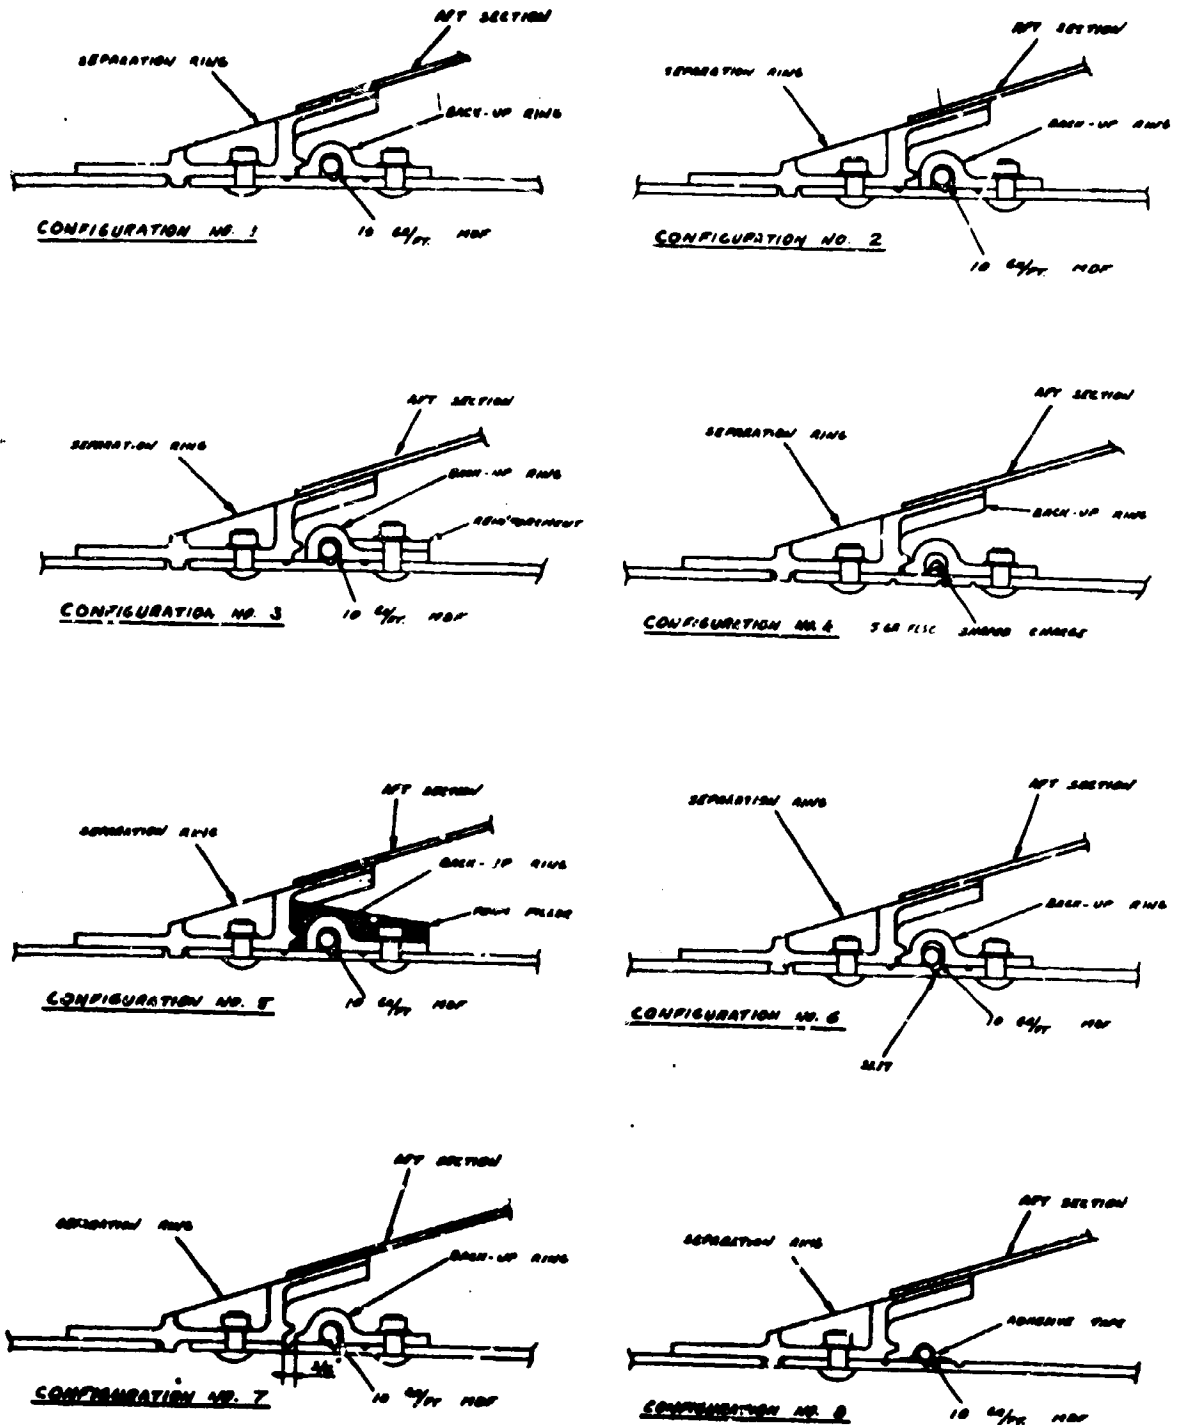 AFT SECTION
SEPARATION RING
BACK-UP RING
CONFIGURATION NO. 1
10 GR/FT. MDF
AFT SECTION
SEPARATION RING
BACK-UP RING
CONFIGURATION NO. 2
10 GR/FT. MDF
AFT SECTION
SEPARATION RING
BACK-UP RING
REINFORCEMENT
CONFIGURATION NO. 3
10 GR/FT. MDF
AFT SECTION
SEPARATION RING
BACK-UP RING
CONFIGURATION NO. 4
5 GR FLSC SHAPED CHARGE
AFT SECTION
SEPARATION RING
BACK-UP RING
FOAM FILLER
CONFIGURATION NO. 5
10 GR/FT MDF
AFT SECTION
SEPARATION RING
BACK-UP RING
CONFIGURATION NO. 6
10 GR/FT MDF
SLIT
AFT SECTION
SEPARATION RING
BACK-UP RING
CONFIGURATION NO. 7
10 GR/FT MDF
AFT SECTION
SEPARATION RING
ADHESIVE TAPE
CONFIGURATION NO. 8
10 GR/FT. MDF